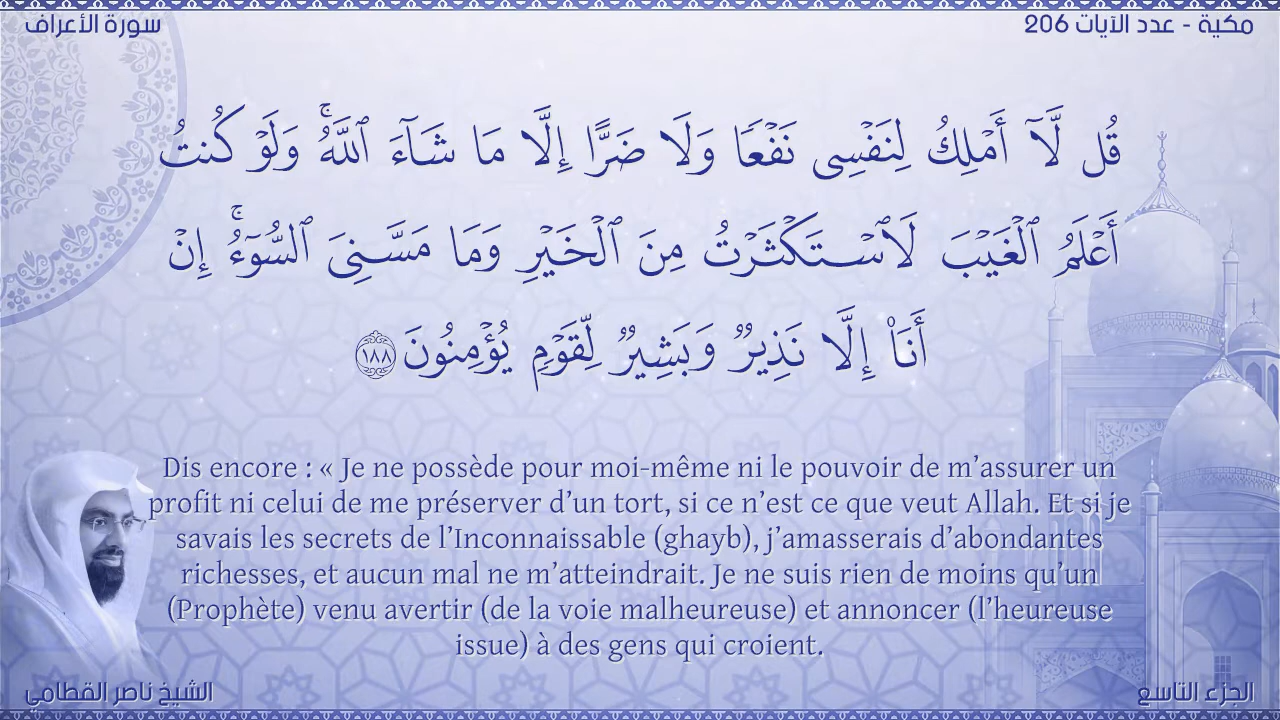 مكية - عدد الآيات 206
سورة الأعراف
قُل لَّآ أَمْلِكُ لِنَفْسِى نَفْعًا وَلَا ضَرًّا إِلَّا مَا شَآءَ ٱللَّهُ ۚ وَلَوْ كُنتُ
أَعْلَمُ ٱلْغَيْبَ لَٱسْتَكْثَرْتُ مِنَ ٱلْخَيْرِ وَمَا مَسَّنِىَ ٱلسُّوٓءُ ۚ إِنْ
أَنَا۠ إِلَّا نَذِيرٌ وَبَشِيرٌ لِّقَوْمٍ يُؤْمِنُونَ ١٨٨
Dis encore : « Je ne possède pour moi-même ni le pouvoir de m’assurer un
profit ni celui de me préserver d’un tort, si ce n’est ce que veut Allah. Et si je
savais les secrets de l’Inconnaissable (ghayb), j’amasserais d’abondantes
richesses, et aucun mal ne m’atteindrait. Je ne suis rien de moins qu’un
(Prophète) venu avertir (de la voie malheureuse) et annoncer (l’heureuse
issue) à des gens qui croient.
الجزء التاسع
الشيخ ناصر القطامي